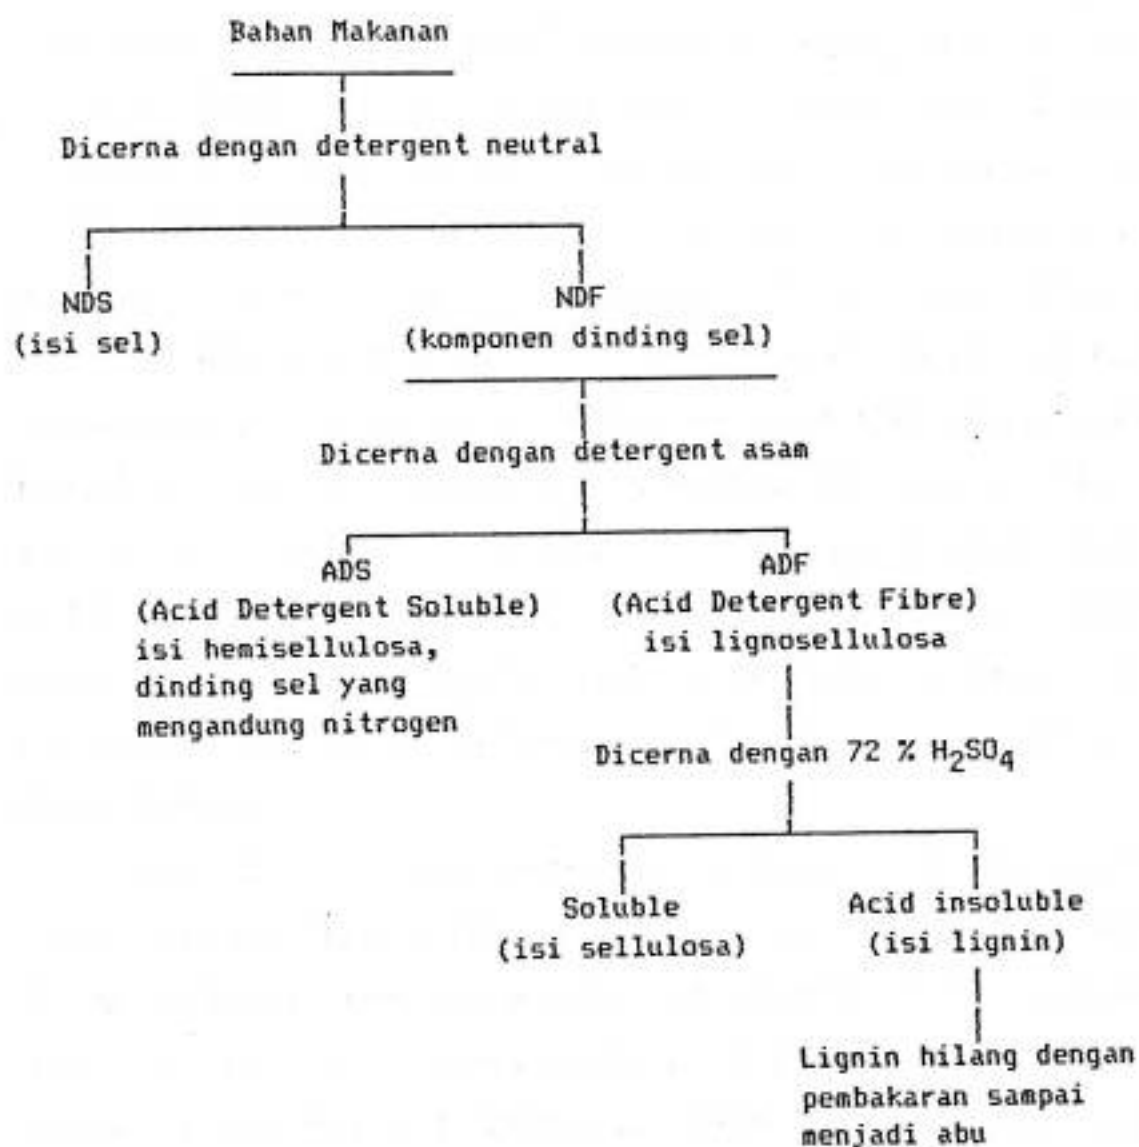 Bahan Makanan
Dicerna dengan detergent neutral
NDS
(isi sel)
NDF
(komponen dinding sel)
Dicerna dengan detergent asam
ADS
(Acid Detergent Soluble)
isi hemisellulosa,
dinding sel yang
mengandung nitrogen
ADF
(Acid Detergent Fibre)
isi lignosellulosa
Dicerna dengan 72 % H₂SO₄
Soluble
(isi sellulosa)
Acid insoluble
(isi lignin)
Lignin hilang dengan
pembakaran sampai
menjadi abu